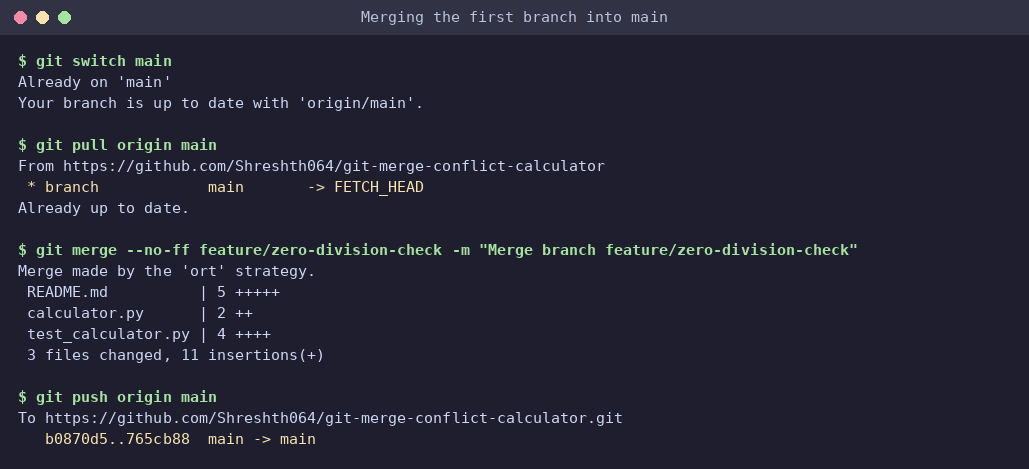 Merging the first branch into main
$ git switch main
Already on 'main'
Your branch is up to date with 'origin/main'.
$ git pull origin main
From https://github.com/Shreshth064/git-merge-conflict-calculator
 * branch            main       -> FETCH_HEAD
Already up to date.
$ git merge --no-ff feature/zero-division-check -m "Merge branch feature/zero-division-check"
Merge made by the 'ort' strategy.
 README.md          | 5 +++++
 calculator.py      | 2 ++
 test_calculator.py | 4 ++++
 3 files changed, 11 insertions(+)
$ git push origin main
To https://github.com/Shreshth064/git-merge-conflict-calculator.git
   b0870d5..765cb88  main -> main